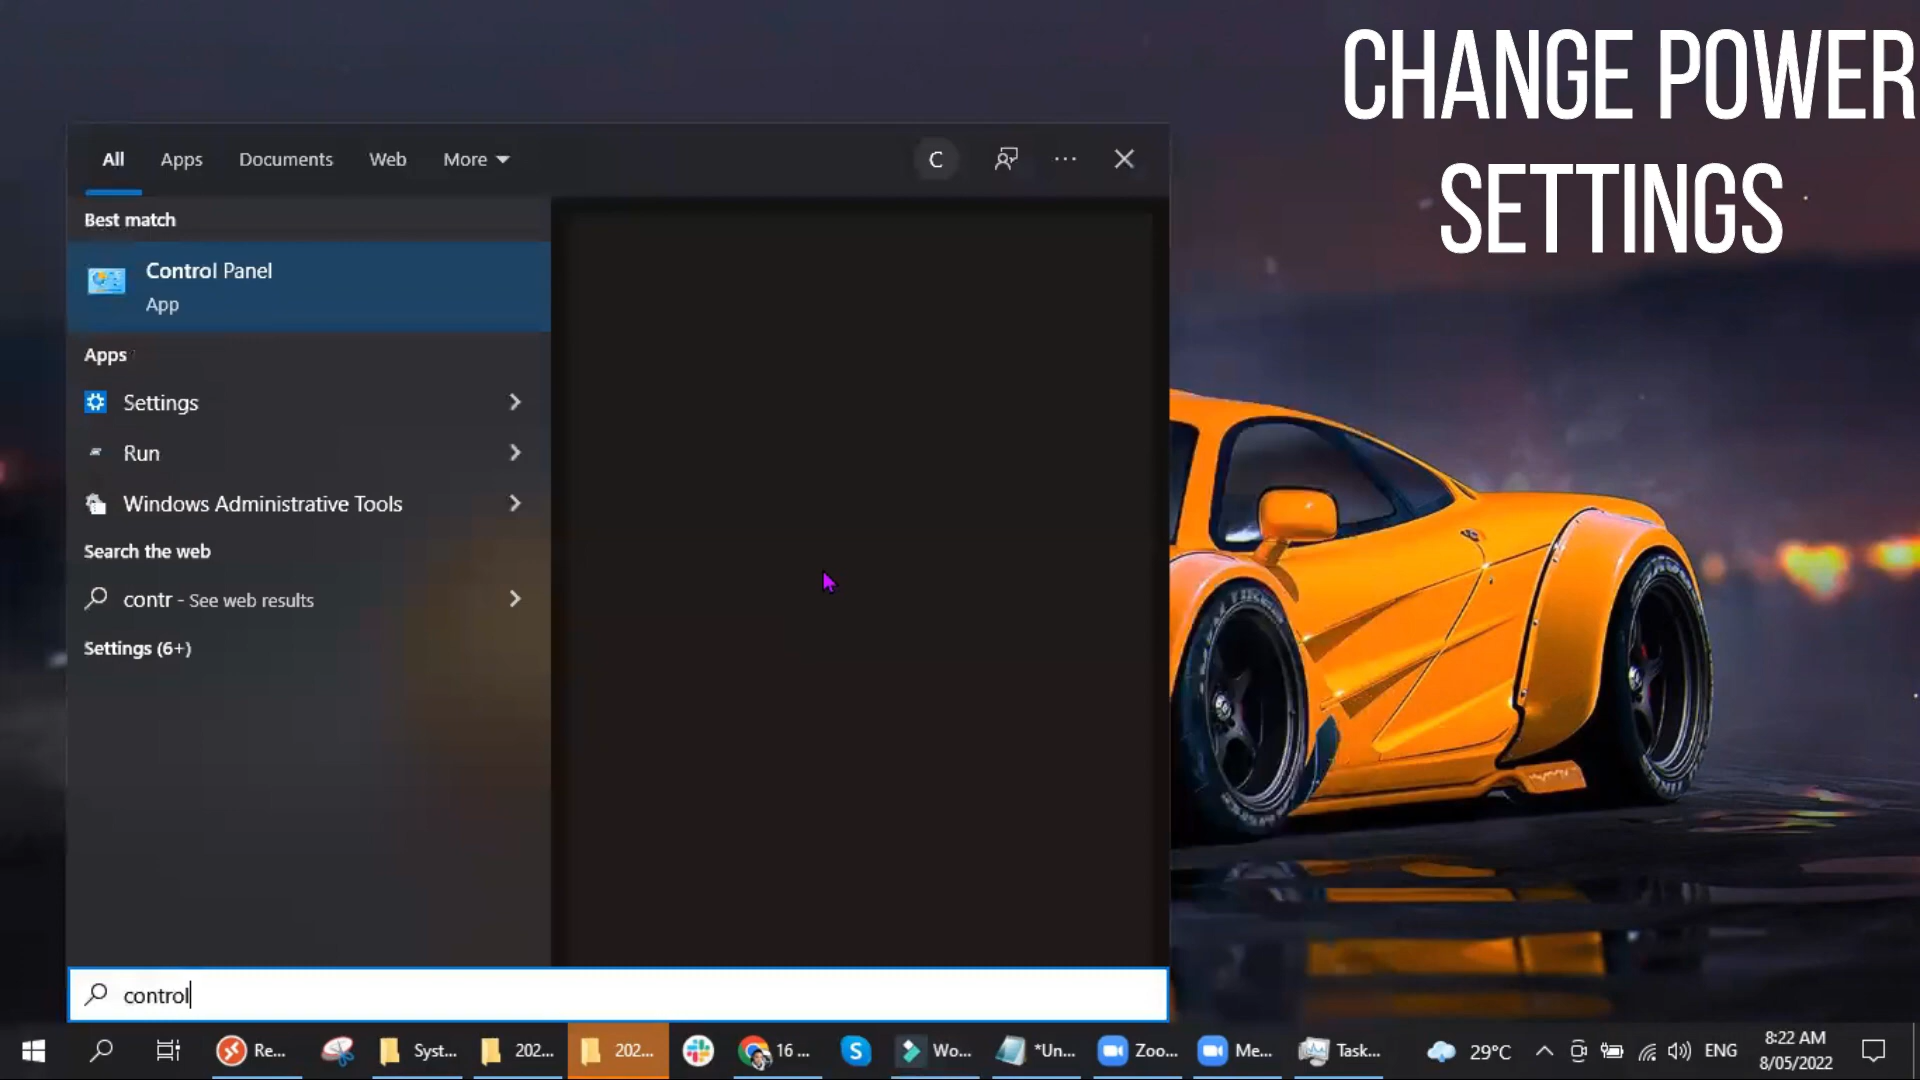 CHANGE POWER
SETTINGS
All Apps Documents Web More C
Best match
Control Panel
App
Apps
Settings
Run
Windows Administrative Tools
Search the web
contr - See web results
Settings (6+)
control
Re... Syst... 202... 202... 16 ... Wo... *Un... Zoo... Me... Task... 29°C ENG 8:22 AM
8/05/2022